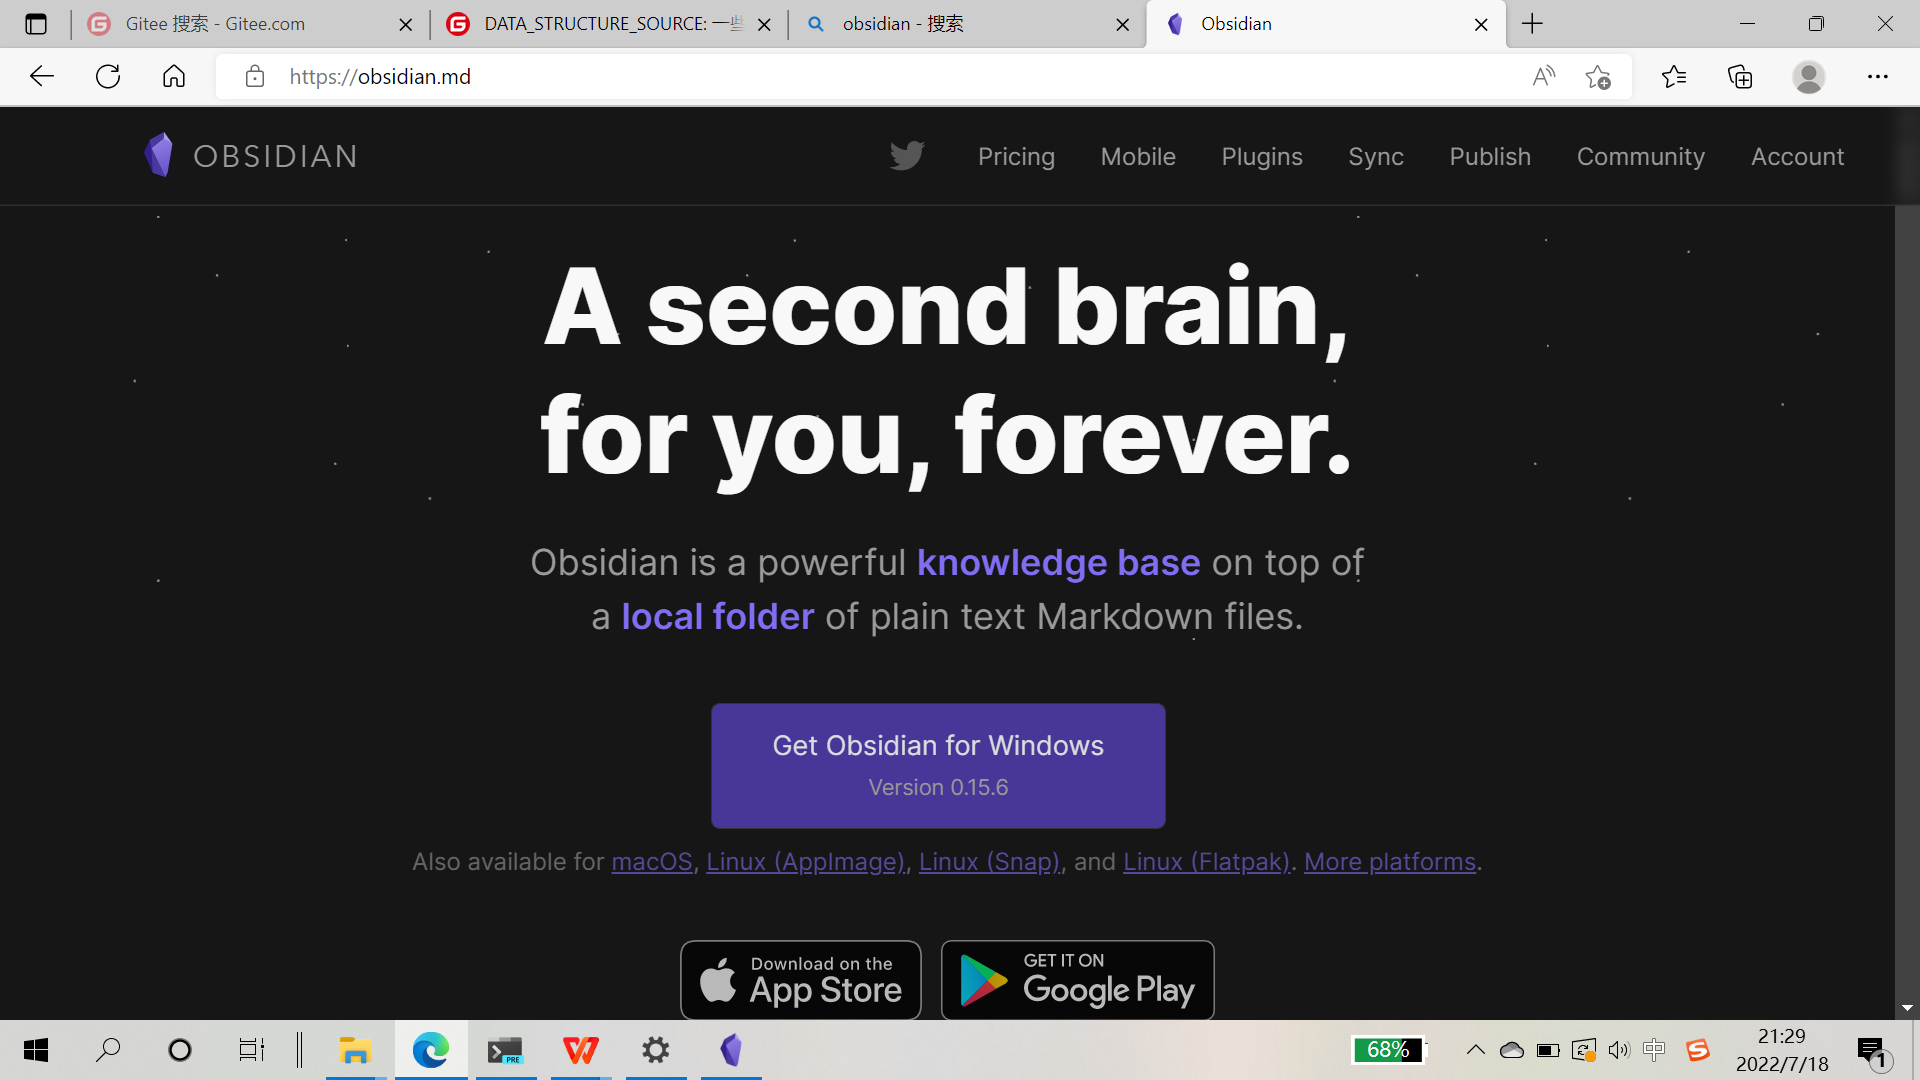 Gitee 搜索 - Gitee.com
DATA_STRUCTURE_SOURCE: 一些
obsidian - 搜索
Obsidian
https://obsidian.md
OBSIDIAN
Pricing
Mobile
Plugins
Sync
Publish
Community
Account
A second brain,
for you, forever.
Obsidian is a powerful knowledge base on top of
a local folder of plain text Markdown files.
Get Obsidian for Windows
Version 0.15.6
Also available for macOS, Linux (AppImage), Linux (Snap), and Linux (Flatpak). More platforms.
Download on the
App Store
GET IT ON
Google Play
PRE
68%
中
21:29
2022/7/18
1